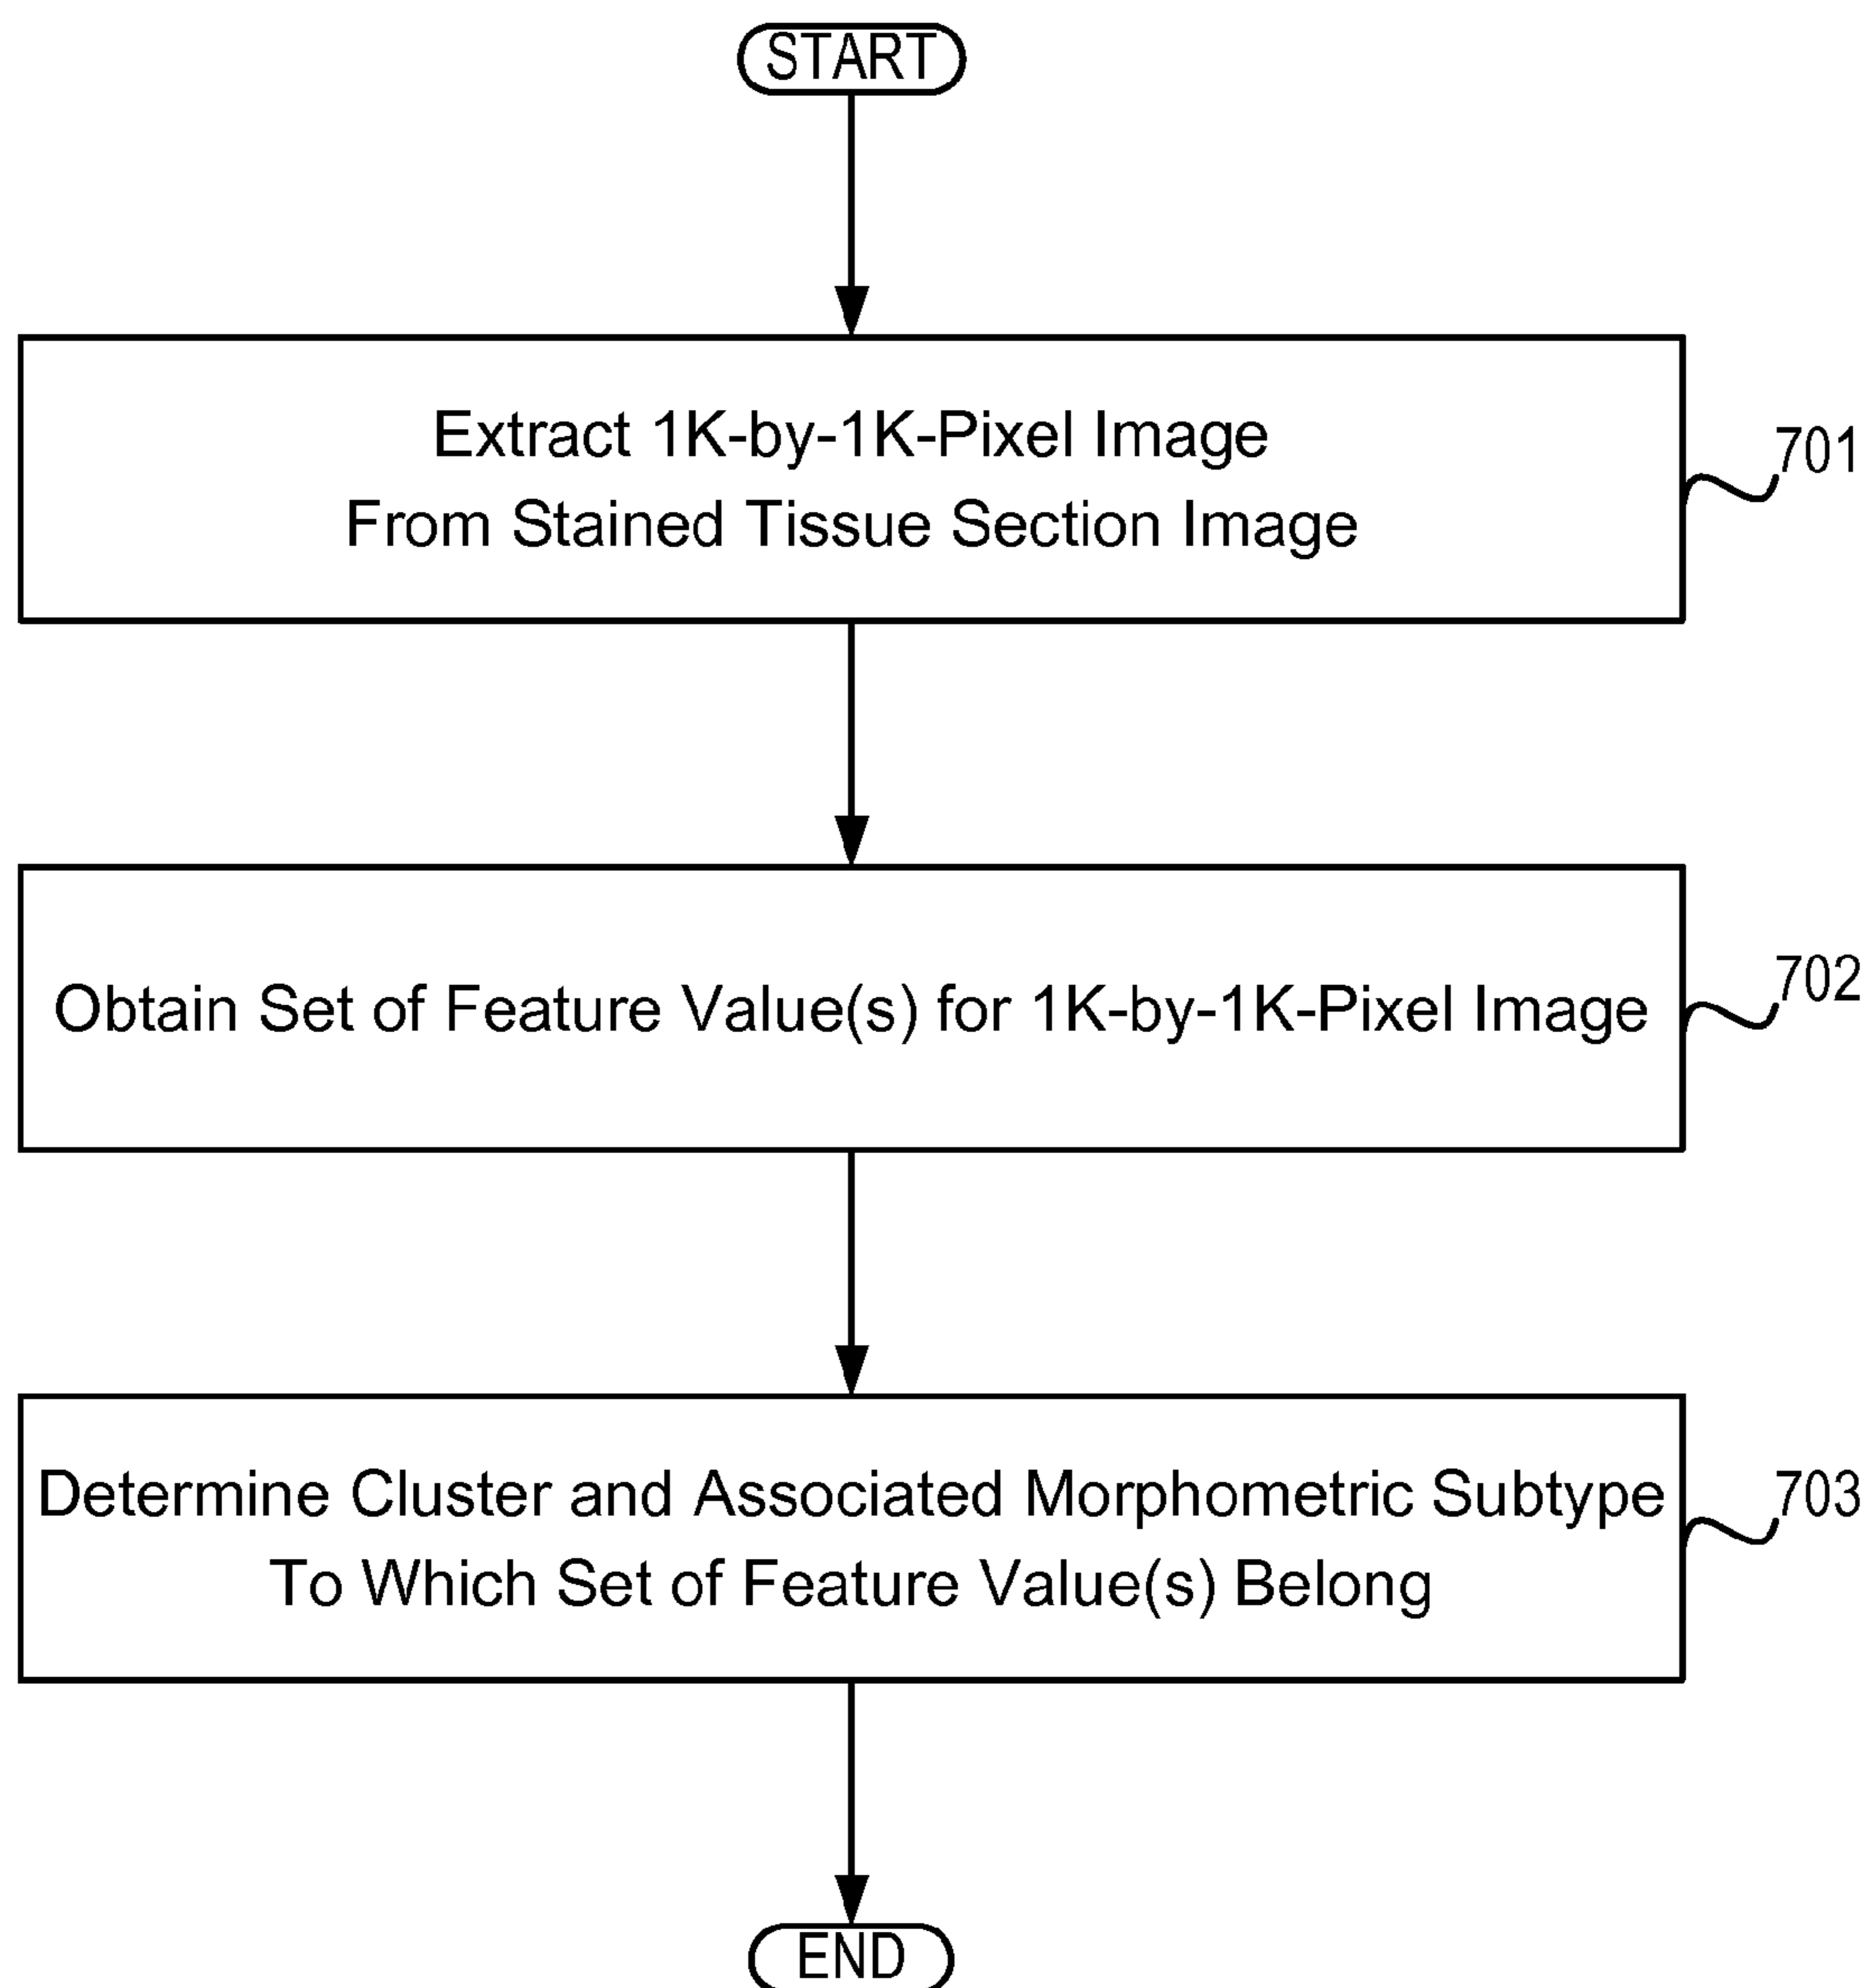 START
Extract 1K-by-1K-Pixel Image
From Stained Tissue Section Image
701
Obtain Set of Feature Value(s) for 1K-by-1K-Pixel Image
702
Determine Cluster and Associated Morphometric Subtype
To Which Set of Feature Value(s) Belong
703
END